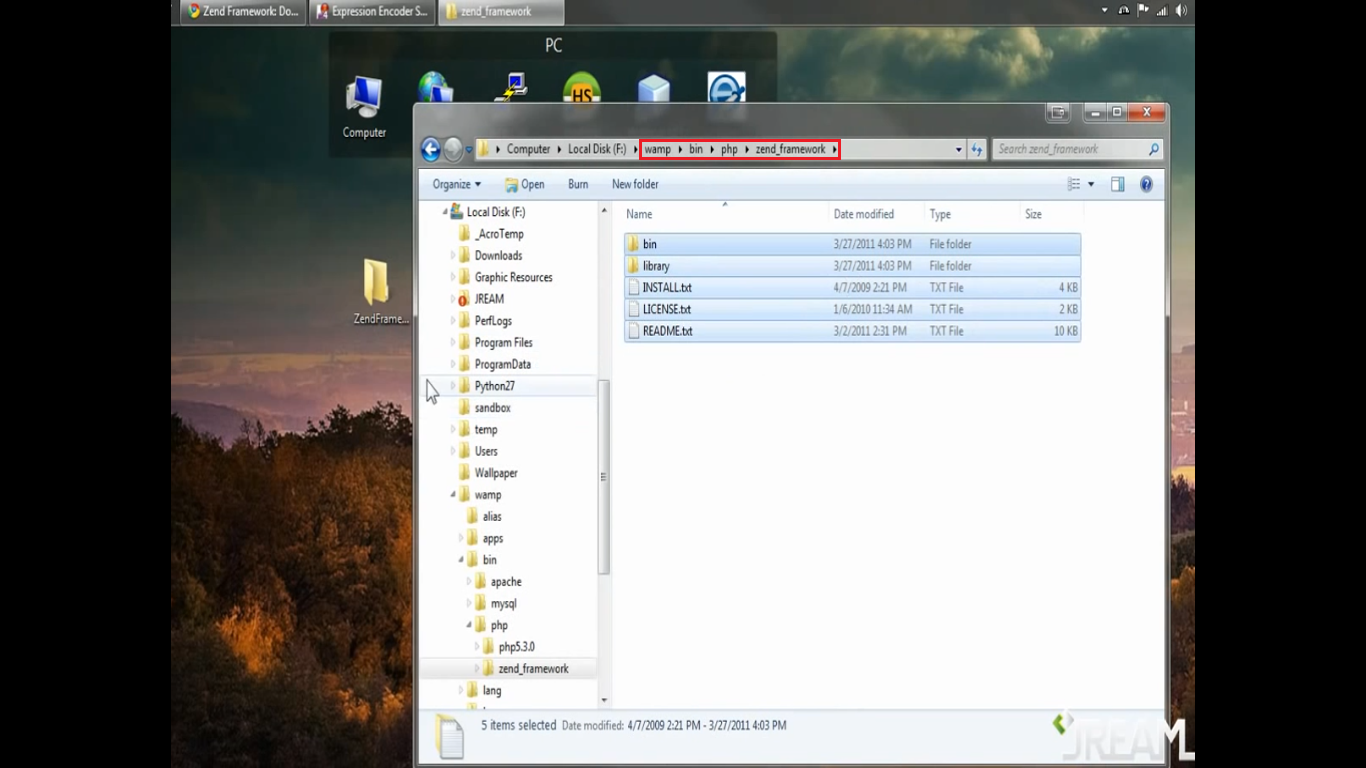 Zend Framework: Do... Expression Encoder S... zend_framework
PC
HS
Computer
Computer Local Disk (F:) wamp bin php zend_framework Search zend_framework
Organize Open Burn New folder
Name Date modified Type Size
bin 3/27/2011 4:03 PM File folder
library 3/27/2011 4:03 PM File folder
INSTALL.txt 4/7/2009 2:21 PM TXT File 4 KB
LICENSE.txt 1/6/2010 11:34 AM TXT File 2 KB
README.txt 3/2/2011 2:31 PM TXT File 10 KB
Local Disk (F:)
_AcroTemp
Downloads
Graphic Resources
JREAM
PerfLogs
Program Files
ProgramData
Python27
sandbox
temp
Users
Wallpaper
wamp
alias
apps
bin
apache
mysql
php
php5.3.0
zend_framework
lang
ZendFrame...
5 items selected Date modified: 4/7/2009 2:21 PM - 3/27/2011 4:03 PM
JREAM